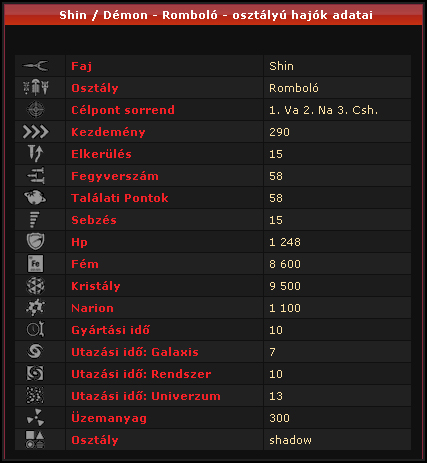 Shin / Démon - Romboló - osztályú hajók adatai
Faj Shin
Osztály Romboló
Célpont sorrend 1. Va 2. Na 3. Csh.
Kezdemény 290
Elkerülés 15
Fegyverszám 58
Találati Pontok 58
Sebzés 15
Hp 1 248
Fe Fém 8 600
Kristály 9 500
Narion 1 100
Gyártási idő 10
Utazási idő: Galaxis 7
Utazási idő: Rendszer 10
Utazási idő: Univerzum 13
Üzemanyag 300
Osztály shadow